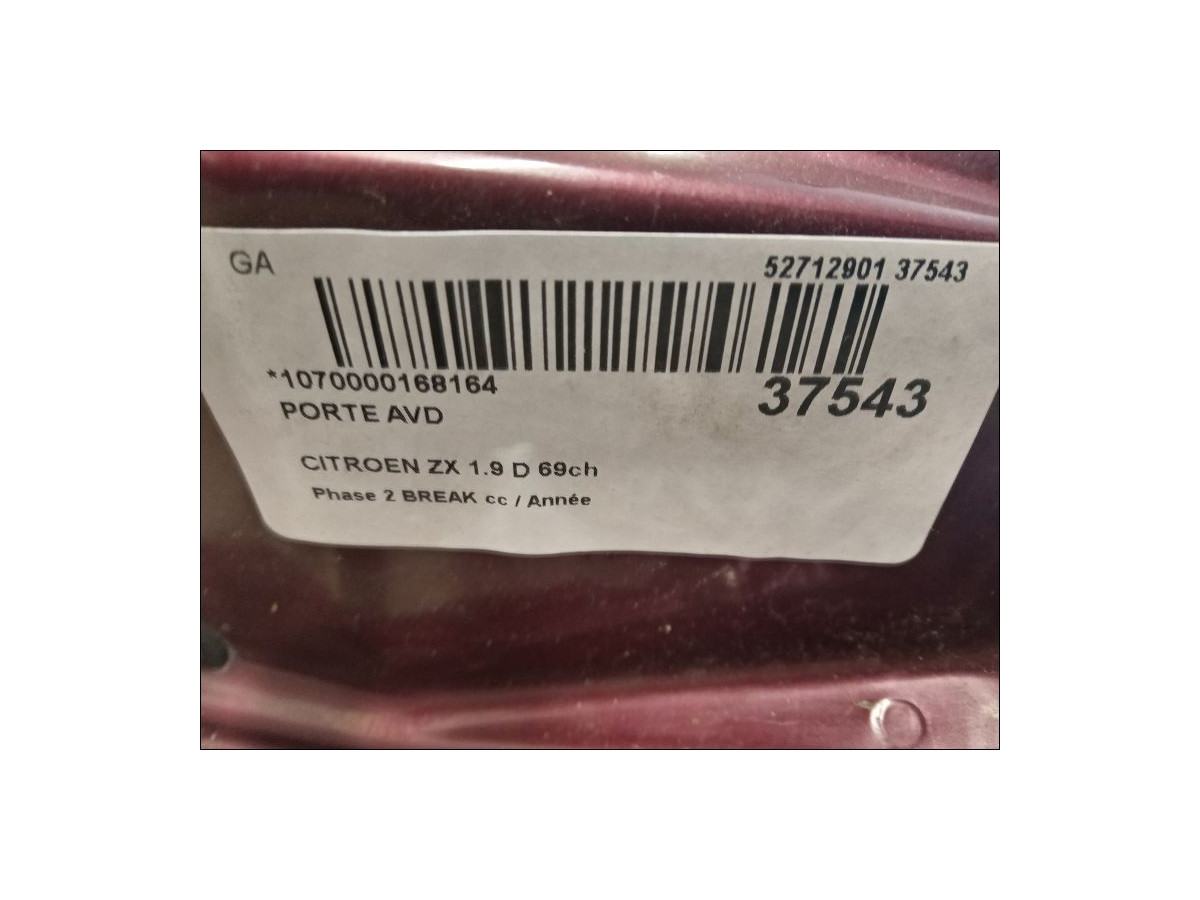 GA
52712901 37543
*1070000168164
37543
PORTE AVD
CITROEN ZX 1.9 D 69ch
Phase 2 BREAK cc / Année